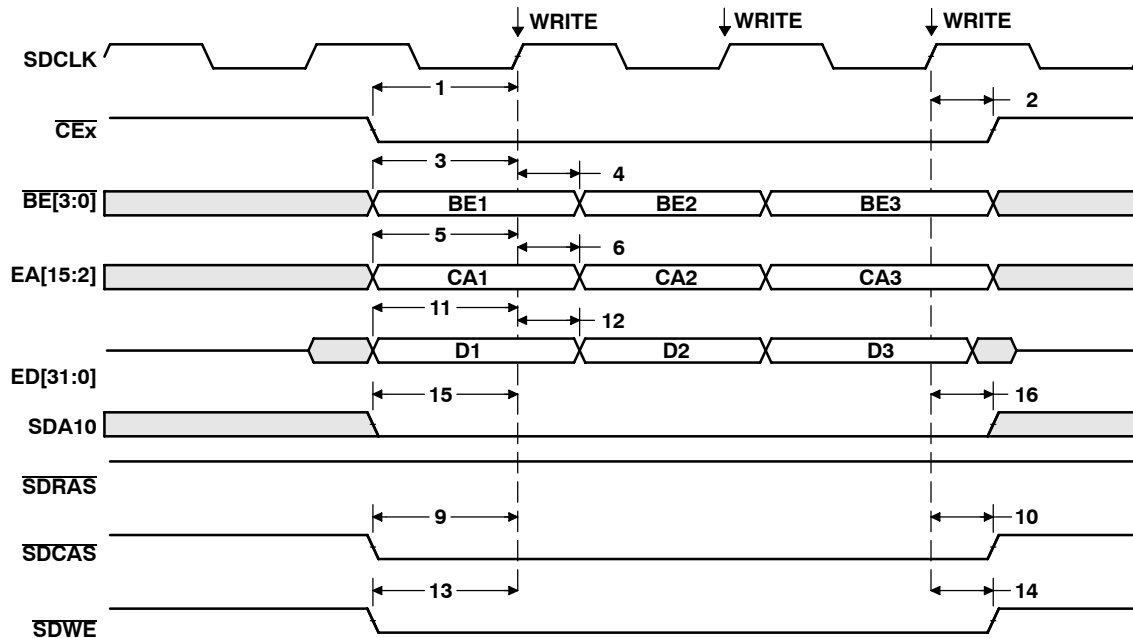 WRITE WRITE WRITE
SDCLK
1 2
CEx
3 4
BE[3:0] BE1 BE2 BE3
5 6
EA[15:2] CA1 CA2 CA3
11 12
D1 D2 D3
ED[31:0]
15 16
SDA10
SDRAS
9 10
SDCAS
13 14
SDWE